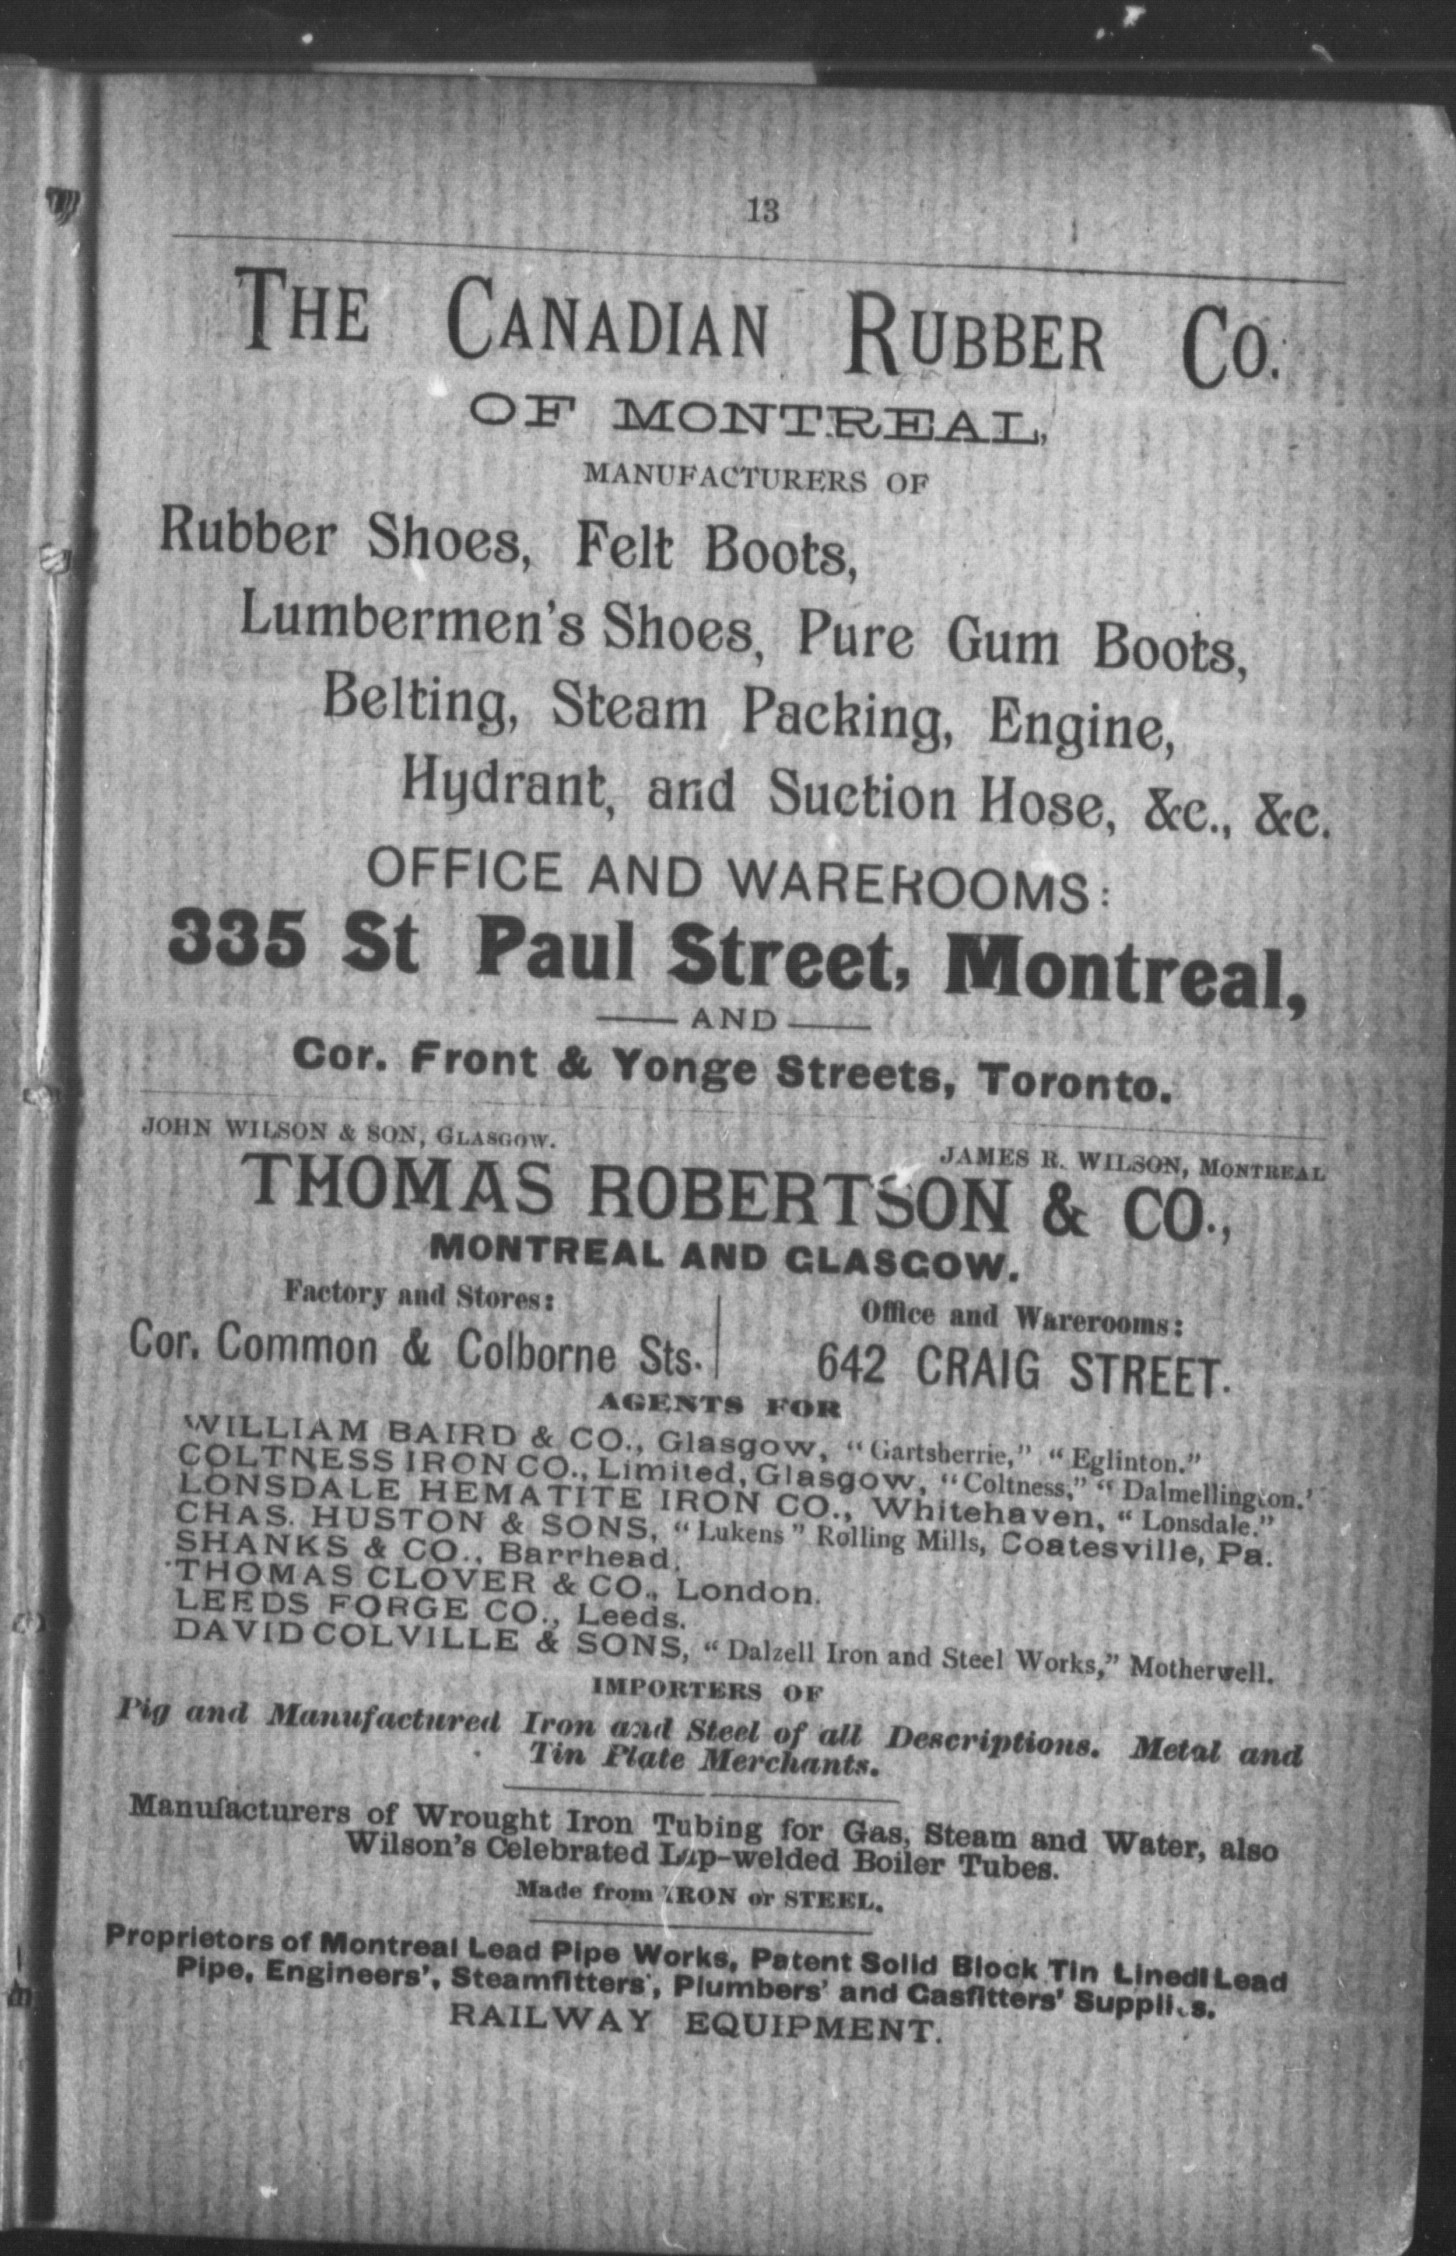 13
THE CANADIAN RUBBER CO.
OF MONTREAL,
MANUFACTURERS OF
Rubber Shoes, Felt Boots,
Lumbermen's Shoes, Pure Gum Boots,
Belting, Steam Packing, Engine,
Hydrant, and Suction Hose, &c., &c.
OFFICE AND WAREROOMS:
335 St Paul Street, Montreal,
AND
Cor. Front & Yonge Streets, Toronto.
JOHN WILSON & SON, GLASGOW.
JAMES R. WILSON, MONTREAL
THOMAS ROBERTSON & CO.,
MONTREAL AND GLASGOW.
Factory and Stores:
Cor. Common & Colborne Sts.
Office and Warerooms:
642 CRAIG STREET.
AGENTS FOR
WILLIAM BAIRD & CO., Glasgow, "Gartsherrie," "Eglinton."
COLTNESS IRON CO., Limited, Glasgow, "Coltness," "Dalmellington.'
LONSDALE HEMATITE IRON CO., Whitehaven, "Lonsdale."
CHAS. HUSTON & SONS, "Lukens" Rolling Mills, Coatesville, Pa.
SHANKS & CO., Barrhead.
THOMAS CLOVER & CO., London.
LEEDS FORGE CO., Leeds.
DAVID COLVILLE & SONS, "Dalzell Iron and Steel Works," Motherwell.
IMPORTERS OF
Pig and Manufactured Iron and Steel of all Descriptions. Metal and
Tin Plate Merchants.
Manufacturers of Wrought Iron Tubing for Gas, Steam and Water, also
Wilson's Celebrated Lap-welded Boiler Tubes.
Made from IRON or STEEL.
Proprietors of Montreal Lead Pipe Works, Patent Solid Block Tin Lined Lead
Pipe, Engineers', Steamfitters', Plumbers' and Gasfitters' Supplies.
RAILWAY EQUIPMENT.